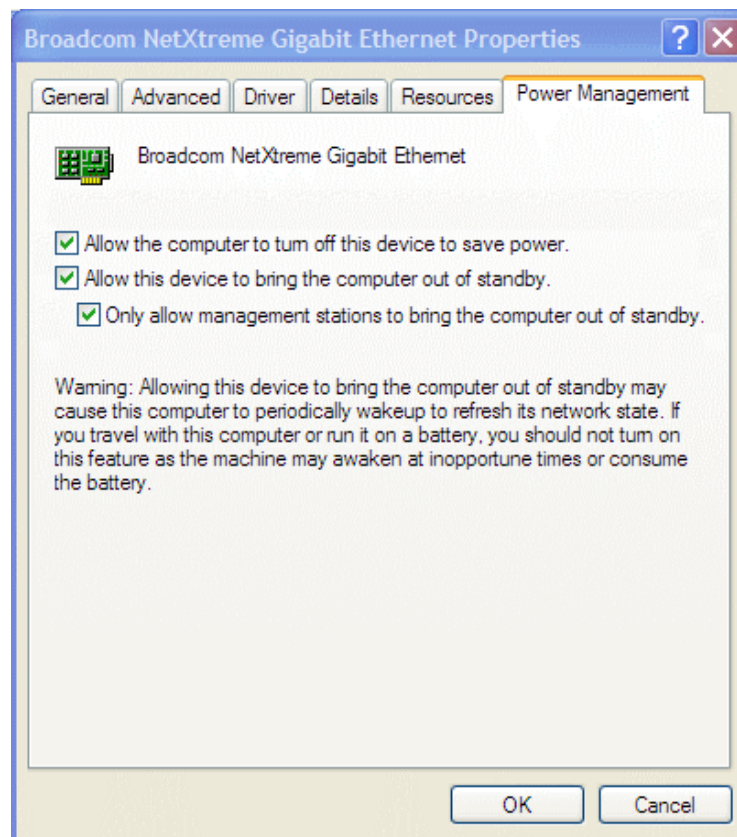 Broadcom NetXtreme Gigabit Ethernet Properties
General Advanced Driver Details Resources Power Management
Broadcom NetXtreme Gigabit Ethernet
Allow the computer to turn off this device to save power.
Allow this device to bring the computer out of standby.
Only allow management stations to bring the computer out of standby.
Warning: Allowing this device to bring the computer out of standby may
cause this computer to periodically wakeup to refresh its network state. If
you travel with this computer or run it on a battery, you should not turn on
this feature as the machine may awaken at inopportune times or consume
the battery.
OK Cancel